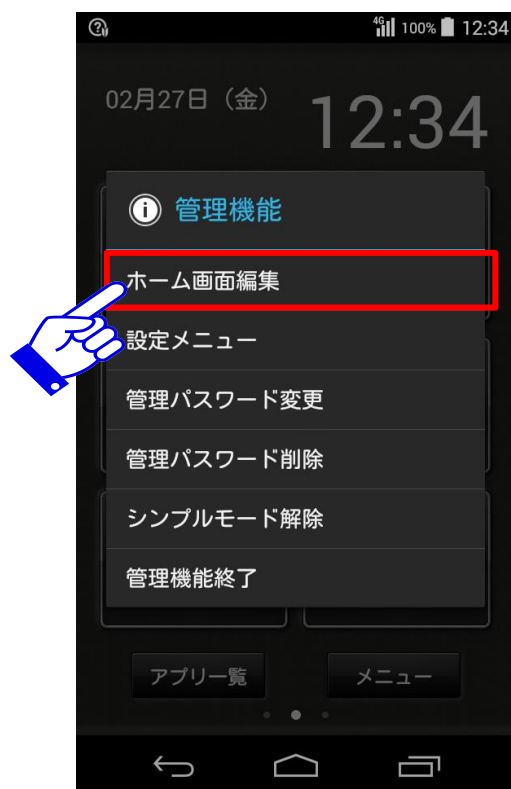 4G 100% 12:34
02月27日（金）
12:34
管理機能
ホーム画面編集
設定メニュー
管理パスワード変更
管理パスワード削除
シンプルモード解除
管理機能終了
アプリ一覧 メニュー